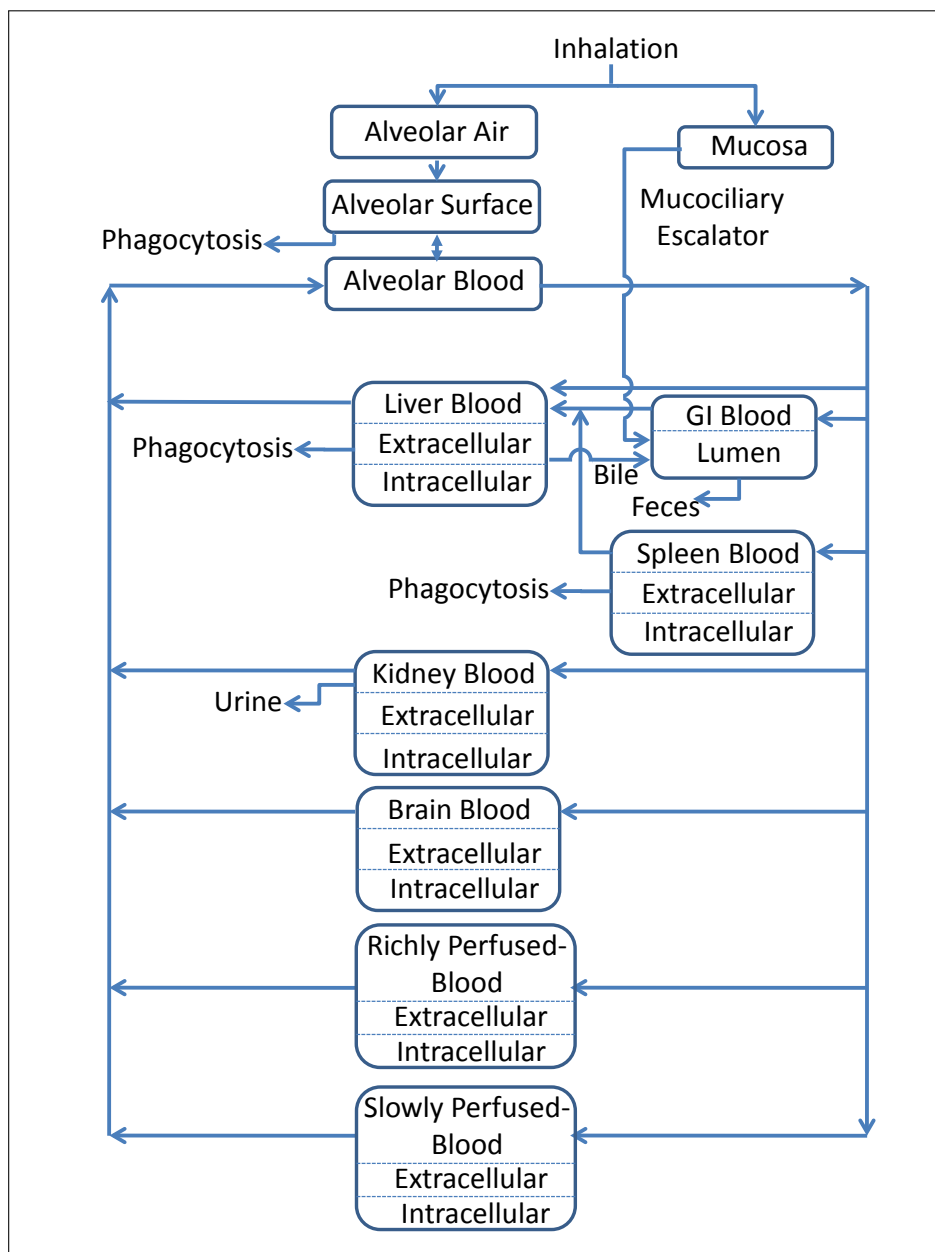 Inhalation
Alveolar Air
Mucosa
Alveolar Surface
Mucociliary
Escalator
Phagocytosis
Alveolar Blood
Liver Blood
Extracellular
Intracellular
Phagocytosis
GI Blood
Lumen
Bile
Feces
Spleen Blood
Extracellular
Intracellular
Phagocytosis
Kidney Blood
Extracellular
Intracellular
Urine
Brain Blood
Extracellular
Intracellular
Richly Perfused-
Blood
Extracellular
Intracellular
Slowly Perfused-
Blood
Extracellular
Intracellular